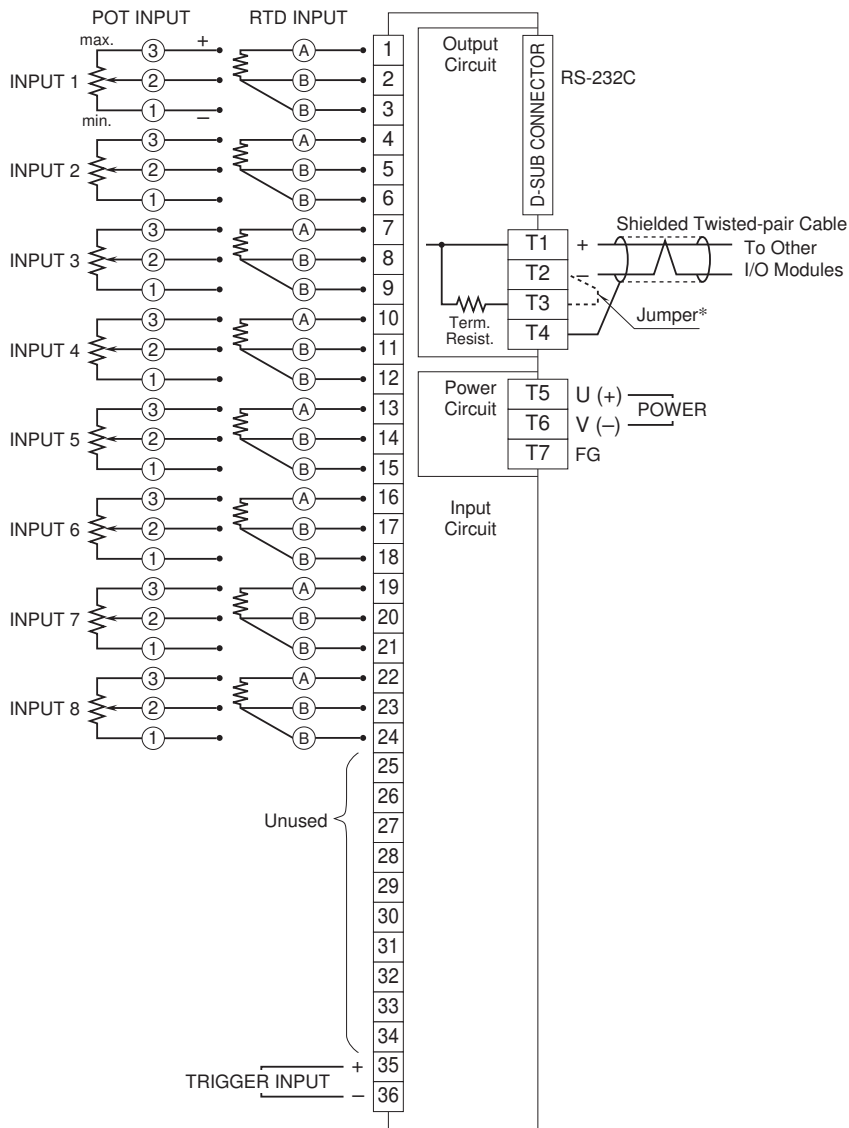 POT INPUT RTD INPUT
Output Circuit
D-SUB CONNECTOR
RS-232C
max.
min.
+
–
INPUT 1
3 A 1
2 B 2
1 B 3
INPUT 2
3 A 4
2 B 5
1 B 6
INPUT 3
3 A 7
2 B 8
1 B 9
INPUT 4
3 A 10
2 B 11
1 B 12
INPUT 5
3 A 13
2 B 14
1 B 15
INPUT 6
3 A 16
2 B 17
1 B 18
INPUT 7
3 A 19
2 B 20
1 B 21
INPUT 8
3 A 22
2 B 23
1 B 24
Unused
25
26
27
28
29
30
31
32
33
34
TRIGGER INPUT
+ 35
– 36
Shielded Twisted-pair Cable
T1 + To Other
T2 – I/O Modules
T3
T4
Term.
Resist.
Jumper*
Power
Circuit
T5 U (+)
T6 V (–)
POWER
T7 FG
Input
Circuit